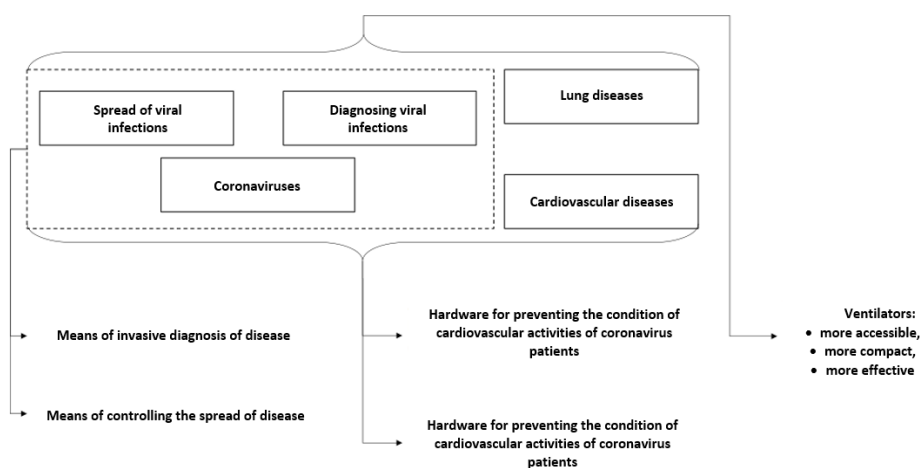 Spread of viral
infections
Diagnosing viral
infections
Lung diseases
Coronaviruses
Cardiovascular diseases
Means of invasive diagnosis of disease
Means of controlling the spread of disease
Hardware for preventing the condition of
cardiovascular activities of coronavirus
patients
Hardware for preventing the condition of
cardiovascular activities of coronavirus
patients
Ventilators:
• more accessible,
• more compact,
• more effective